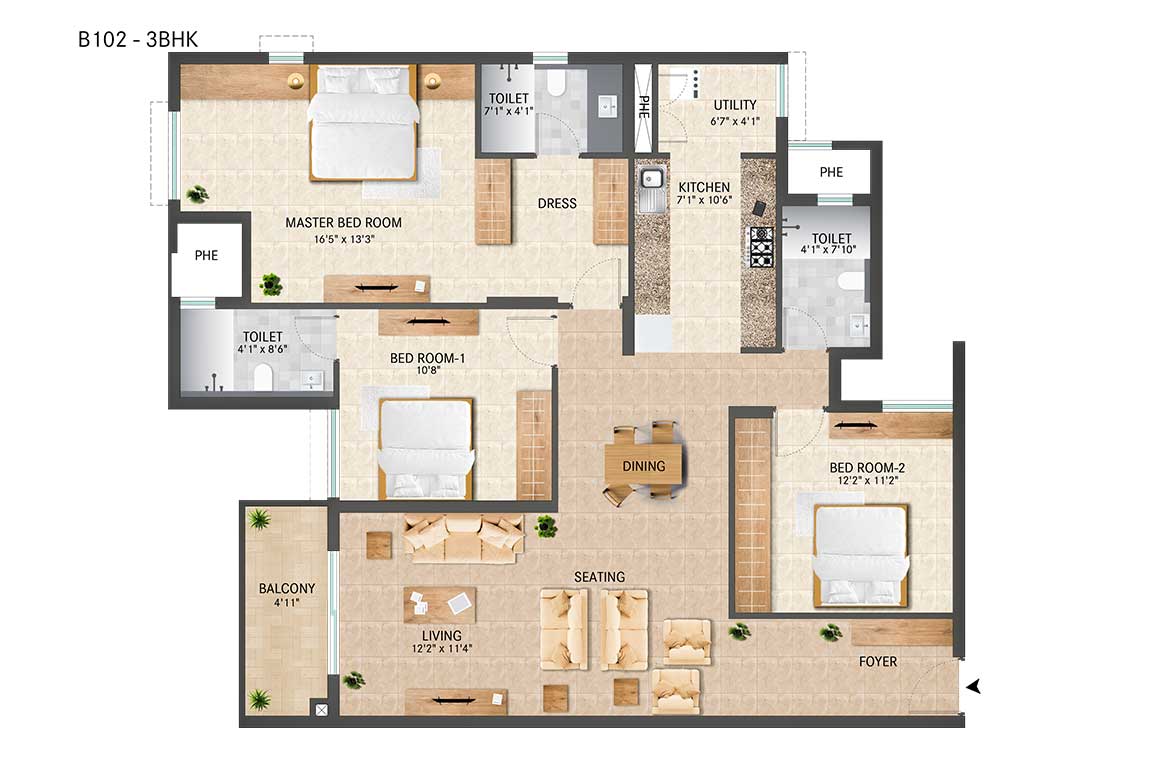 B102 - 3BHK
TOILET
7'1" x 4'1"
PHE
UTILITY
6'7" x 4'1"
PHE
KITCHEN
7'1" x 10'6"
DRESS
MASTER BED ROOM
16'5" x 13'3"
TOILET
4'1" x 7'10"
PHE
TOILET
4'1" x 8'6"
BED ROOM-1
10'8"
DINING
BED ROOM-2
12'2" x 11'2"
SEATING
BALCONY
4'11"
LIVING
12'2" x 11'4"
FOYER